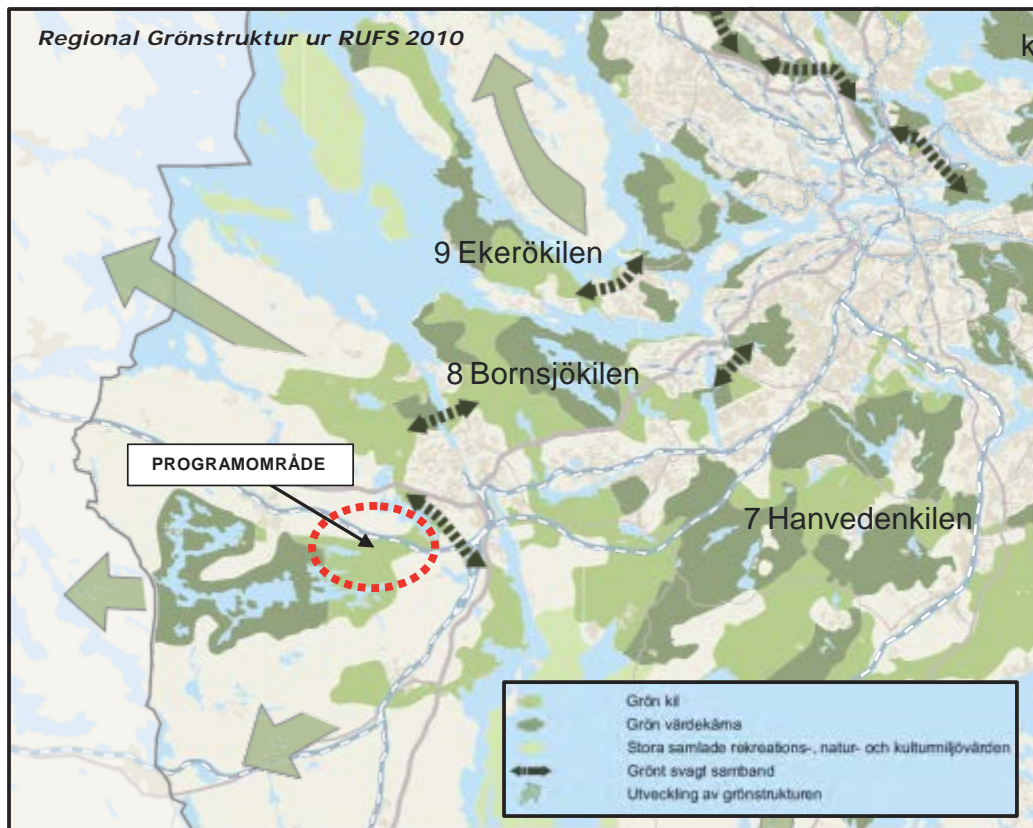 Regional Grönstruktur ur RUFS 2010
k
9 Ekerökilen
8 Bornsjökilen
PROGRAMOMRÅDE
7 Hanvedenkilen
Grön kil
Grön värdekärna
Stora samlade rekreations-, natur- och kulturmiljövärden
Grönt svagt samband
Utveckling av grönstrukturen